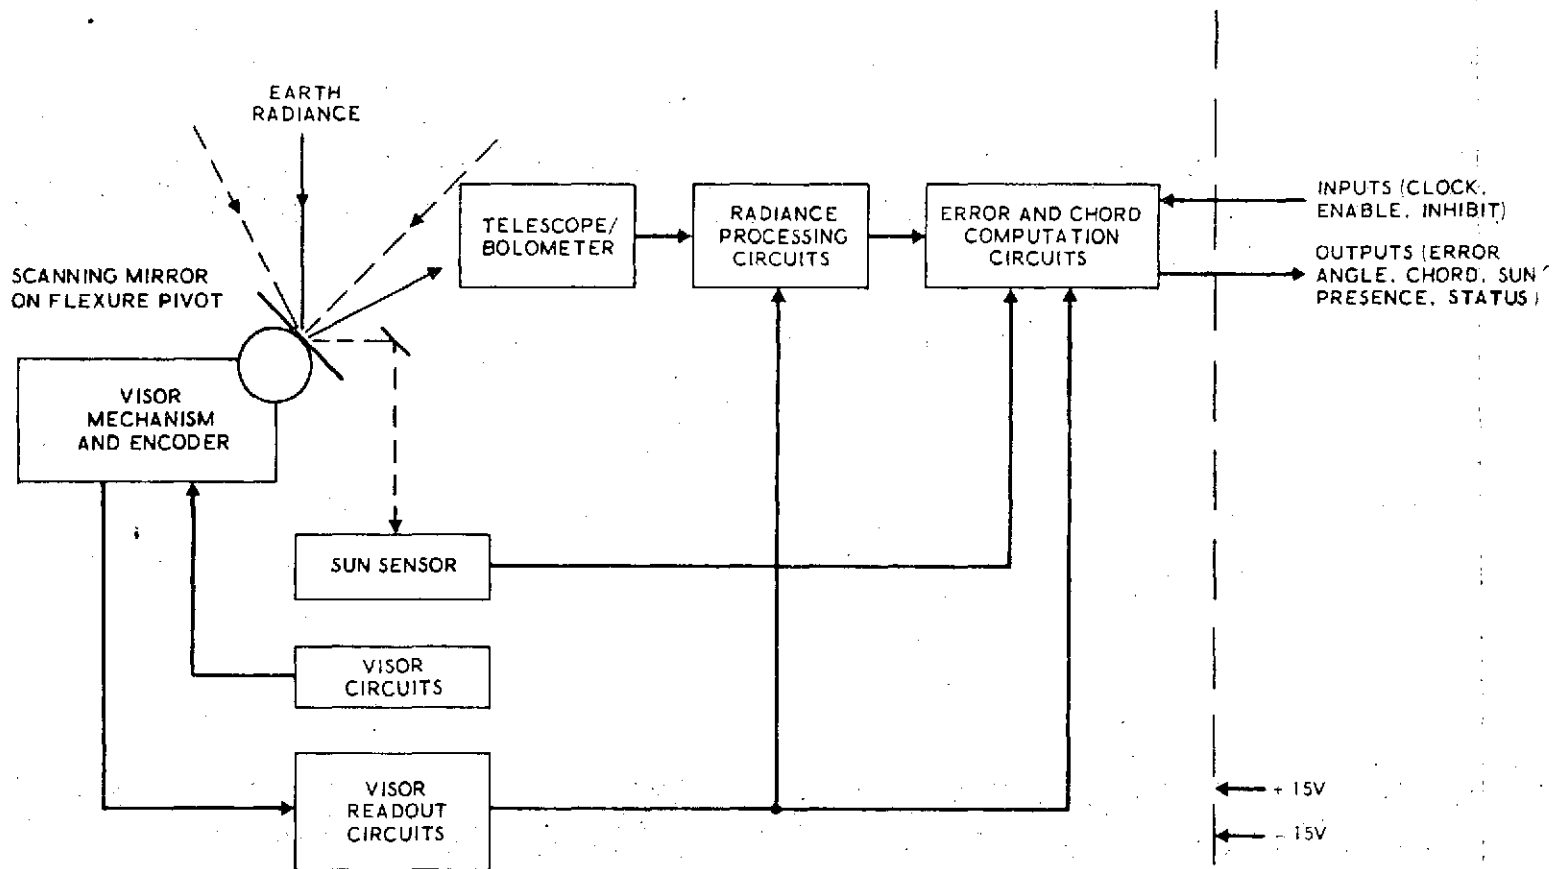 EARTH
RADIANCE
SCANNING MIRROR
ON FLEXURE PIVOT
TELESCOPE/
BOLOMETER
RADIANCE
PROCESSING
CIRCUITS
ERROR AND CHORD
COMPUTATION
CIRCUITS
INPUTS (CLOCK,
ENABLE, INHIBIT)
OUTPUTS (ERROR
ANGLE, CHORD, SUN
PRESENCE, STATUS)
VISOR
MECHANISM
AND ENCODER
SUN SENSOR
VISOR
CIRCUITS
VISOR
READOUT
CIRCUITS
+ 15V
- 15V